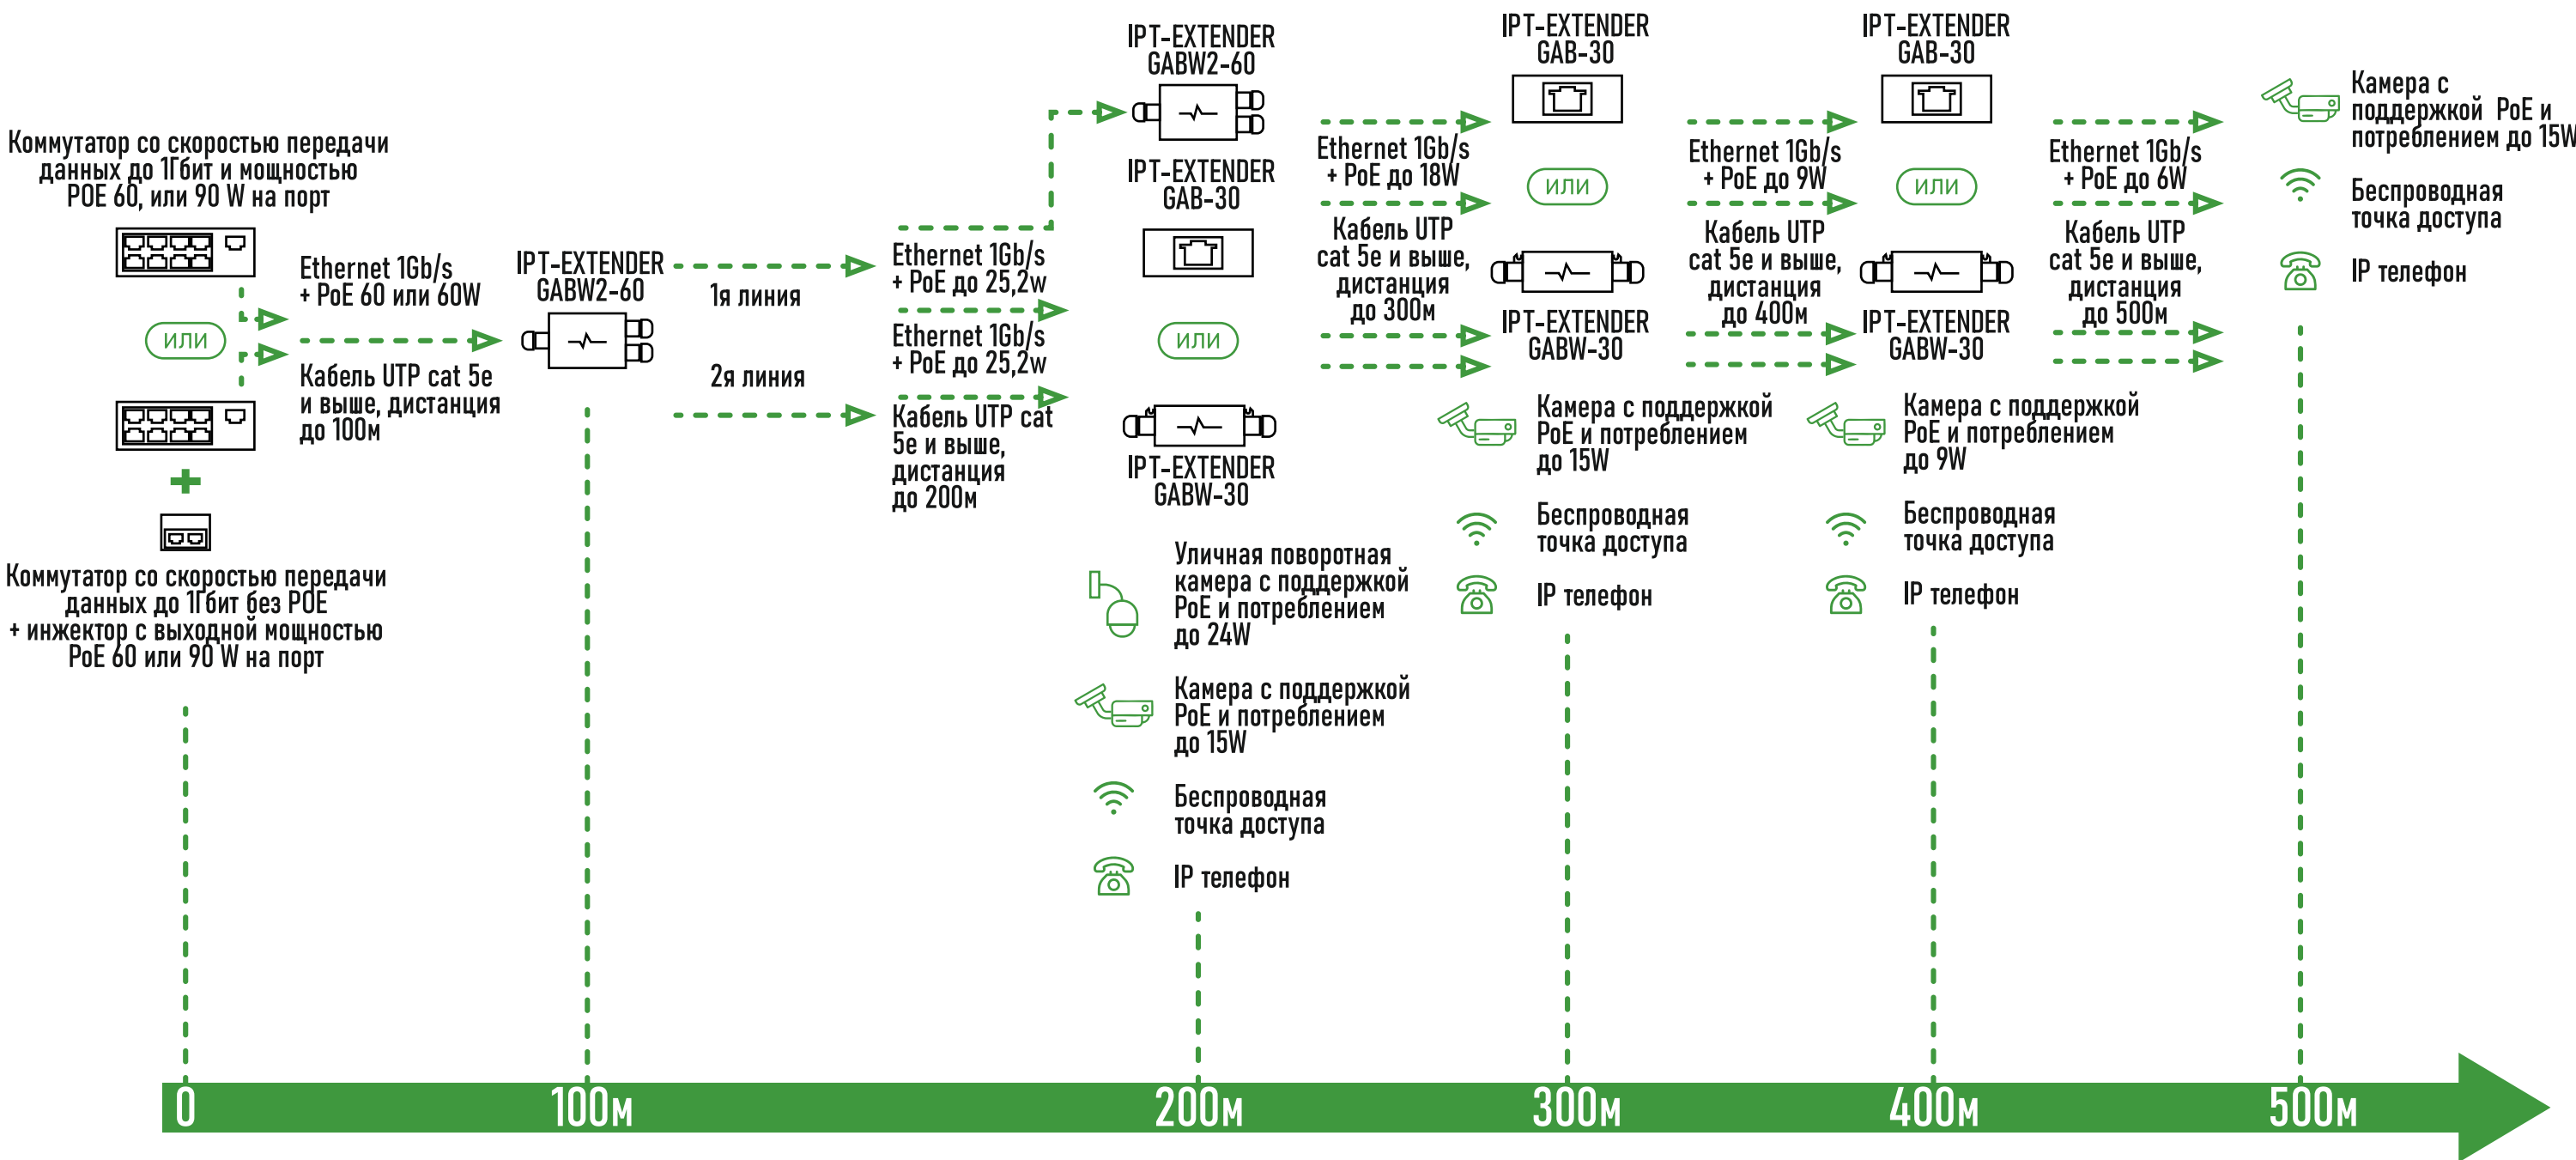 Коммутатор со скоростью передачи
данных до 1Гбит и мощностью
POE 60, или 90 W на порт
ИЛИ
Коммутатор со скоростью передачи
данных до 1Гбит без POE
+ инжектор с выходной мощностью
PoE 60 или 90 W на порт
Ethernet 1Gb/s
+ PoE 60 или 60W
Кабель UTP cat 5e
и выше, дистанция
до 100м
IPT-EXTENDER
GABW2-60
1я линия
2я линия
Ethernet 1Gb/s
+ PoE до 25,2w
Ethernet 1Gb/s
+ PoE до 25,2w
Кабель UTP cat
5e и выше,
дистанция
до 200м
IPT-EXTENDER
GABW2-60
IPT-EXTENDER
GAB-30
ИЛИ
IPT-EXTENDER
GABW-30
Уличная поворотная
камера с поддержкой
PoE и потреблением
до 24W
Камера с поддержкой
PoE и потреблением
до 15W
Беспроводная
точка доступа
IP телефон
Ethernet 1Gb/s
+ PoE до 18W
Кабель UTP
cat 5e и выше,
дистанция
до 300м
IPT-EXTENDER
GAB-30
ИЛИ
IPT-EXTENDER
GABW-30
Камера с поддержкой
PoE и потреблением
до 15W
Беспроводная
точка доступа
IP телефон
Ethernet 1Gb/s
+ PoE до 9W
Кабель UTP
cat 5e и выше,
дистанция
до 400м
IPT-EXTENDER
GAB-30
ИЛИ
IPT-EXTENDER
GABW-30
Камера с поддержкой
PoE и потреблением
до 9W
Беспроводная
точка доступа
IP телефон
Ethernet 1Gb/s
+ PoE до 6W
Кабель UTP
cat 5e и выше,
дистанция
до 500м
Камера с
поддержкой PoE и
потреблением до 15W
Беспроводная
точка доступа
IP телефон
0
100м
200м
300м
400м
500м